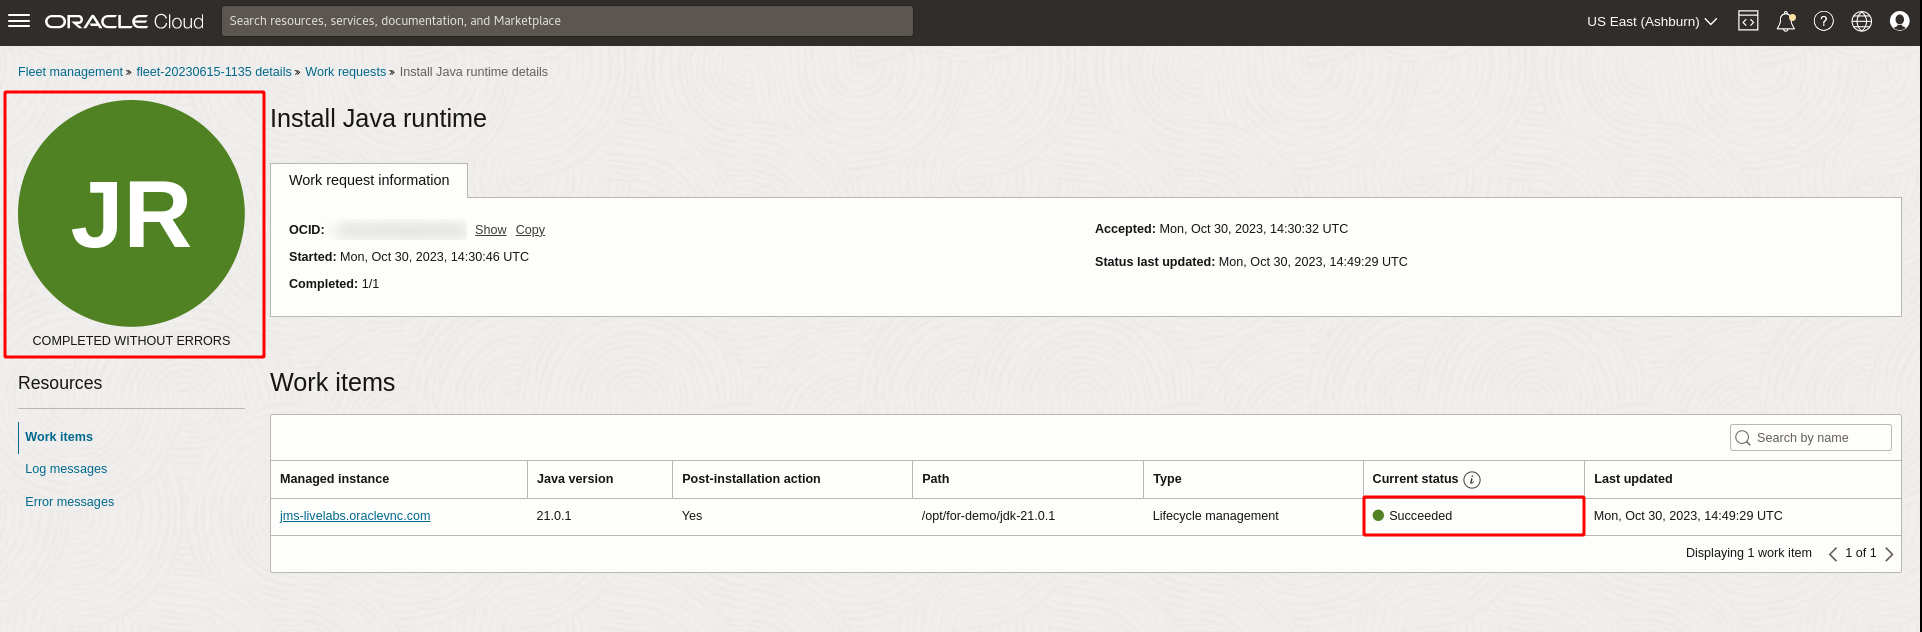 ORACLE Cloud
Search resources, services, documentation, and Marketplace
US East (Ashburn)
Fleet management » fleet-20230615-1135 details » Work requests » Install Java runtime details
JR
COMPLETED WITHOUT ERRORS
Install Java runtime
Work request information
OCID: Show Copy
Accepted: Mon, Oct 30, 2023, 14:30:32 UTC
Started: Mon, Oct 30, 2023, 14:30:46 UTC
Status last updated: Mon, Oct 30, 2023, 14:49:29 UTC
Completed: 1/1
Resources
Work items
Log messages
Error messages
Work items
Search by name
Managed instance Java version Post-installation action Path Type Current status i Last updated
jms-livelabs.oraclevnc.com 21.0.1 Yes /opt/for-demo/jdk-21.0.1 Lifecycle management Succeeded Mon, Oct 30, 2023, 14:49:29 UTC
Displaying 1 work item 1 of 1